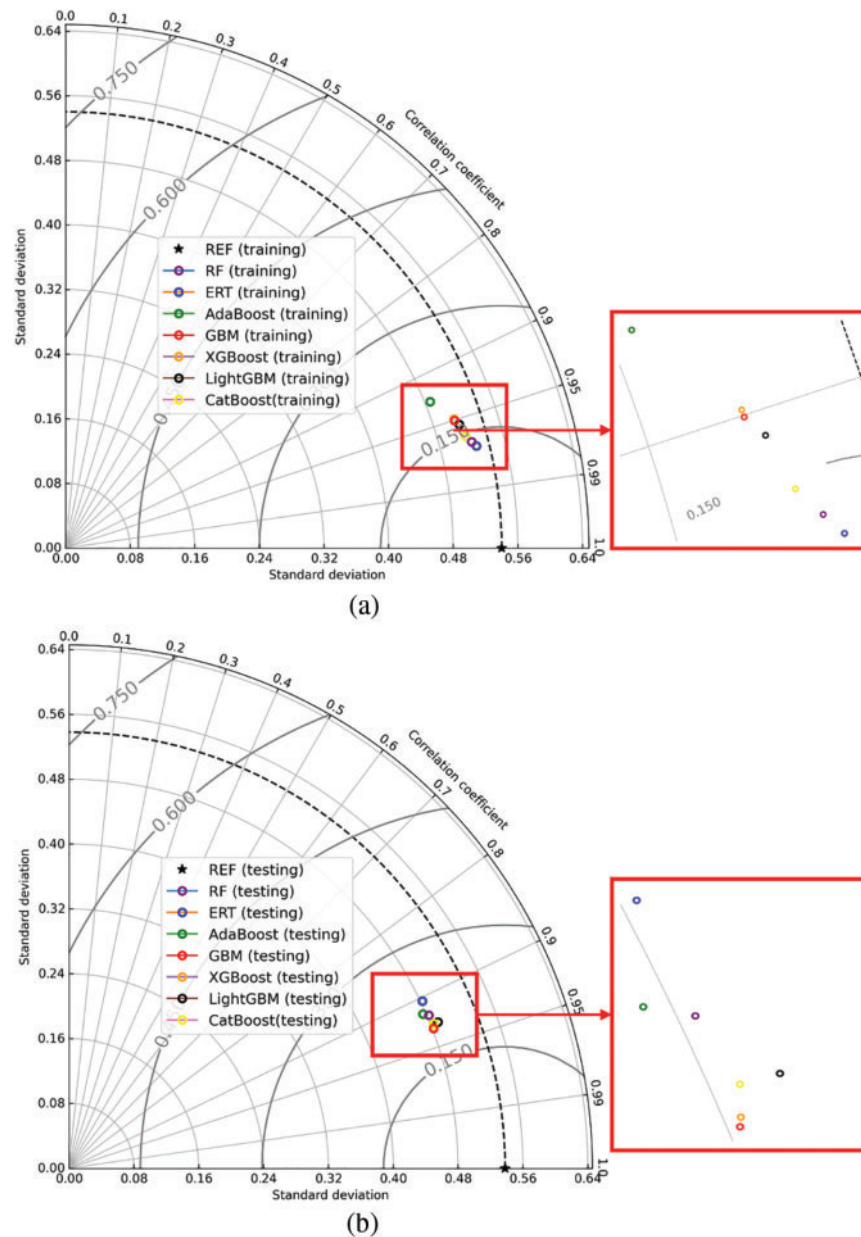 0.0 0.1 0.2 0.3 0.4 0.5 0.6 0.7 0.8 0.9 0.95 0.99 1.0
Correlation coefficient
0.64
0.56
0.48
0.40
0.32
0.24
0.16
0.08
0.00
Standard deviation
0.750
0.600
0.150
REF (training)
RF (training)
ERT (training)
AdaBoost (training)
GBM (training)
XGBoost (training)
LightGBM (training)
CatBoost(training)
0.00 0.08 0.16 0.24 0.32 0.40 0.48 0.56 0.64
Standard deviation
0.150
(a)
0.0 0.1 0.2 0.3 0.4 0.5 0.6 0.7 0.8 0.9 0.95 0.99 1.0
Correlation coefficient
0.64
0.56
0.48
0.40
0.32
0.24
0.16
0.08
0.00
Standard deviation
0.750
0.600
0.150
REF (testing)
RF (testing)
ERT (testing)
AdaBoost (testing)
GBM (testing)
XGBoost (testing)
LightGBM (testing)
CatBoost(testing)
0.00 0.08 0.16 0.24 0.32 0.40 0.48 0.56 0.64
Standard deviation
(b)